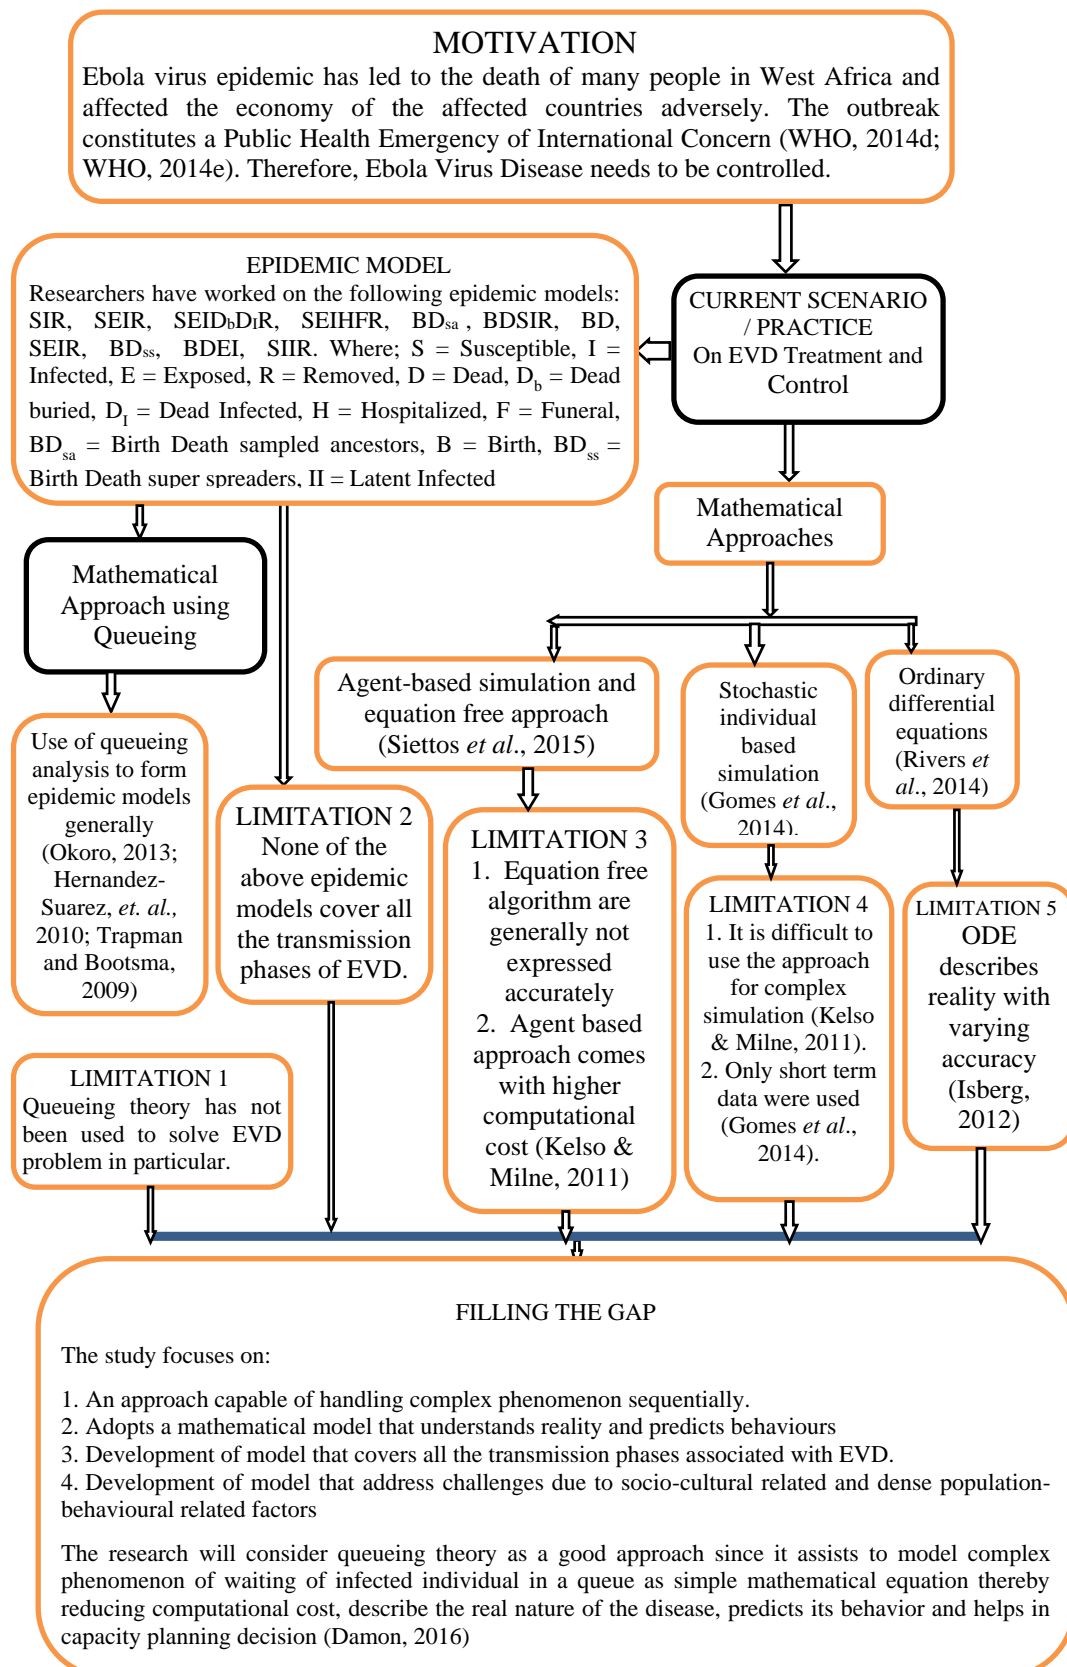 MOTIVATION
Ebola virus epidemic has led to the death of many people in West Africa and
affected the economy of the affected countries adversely. The outbreak
constitutes a Public Health Emergency of International Concern (WHO, 2014d;
WHO, 2014e). Therefore, Ebola Virus Disease needs to be controlled.
EPIDEMIC MODEL
Researchers have worked on the following epidemic models:
SIR, SEIR, SEIDbDIR, SEIHFR, BDsa , BDSIR, BD,
SEIR, BDss, BDEI, SIIR. Where; S = Susceptible, I =
Infected, E = Exposed, R = Removed, D = Dead, Db = Dead
buried, DI = Dead Infected, H = Hospitalized, F = Funeral,
BDsa = Birth Death sampled ancestors, B = Birth, BDss =
Birth Death super spreaders, II = Latent Infected
CURRENT SCENARIO
/ PRACTICE
On EVD Treatment and
Control
Mathematical
Approaches
Mathematical
Approach using
Queueing
Agent-based simulation and
equation free approach
(Siettos et al., 2015)
Stochastic
individual
based
simulation
(Gomes et al.,
2014).
Ordinary
differential
equations
(Rivers et
al., 2014)
Use of queueing
analysis to form
epidemic models
generally
(Okoro, 2013;
Hernandez-
Suarez, et. al.,
2010; Trapman
and Bootsma,
2009)
LIMITATION 2
None of the
above epidemic
models cover all
the transmission
phases of EVD.
LIMITATION 3
1. Equation free
algorithm are
generally not
expressed
accurately
2. Agent based
approach comes
with higher
computational
cost (Kelso &
Milne, 2011)
LIMITATION 4
1. It is difficult to
use the approach
for complex
simulation (Kelso
& Milne, 2011).
2. Only short term
data were used
(Gomes et al.,
2014).
LIMITATION 5
ODE
describes
reality with
varying
accuracy
(Isberg,
2012)
LIMITATION 1
Queueing theory has not
been used to solve EVD
problem in particular.
FILLING THE GAP
The study focuses on:
1. An approach capable of handling complex phenomenon sequentially.
2. Adopts a mathematical model that understands reality and predicts behaviours
3. Development of model that covers all the transmission phases associated with EVD.
4. Development of model that address challenges due to socio-cultural related and dense population-
behavioural related factors
The research will consider queueing theory as a good approach since it assists to model complex
phenomenon of waiting of infected individual in a queue as simple mathematical equation thereby
reducing computational cost, describe the real nature of the disease, predicts its behavior and helps in
capacity planning decision (Damon, 2016)